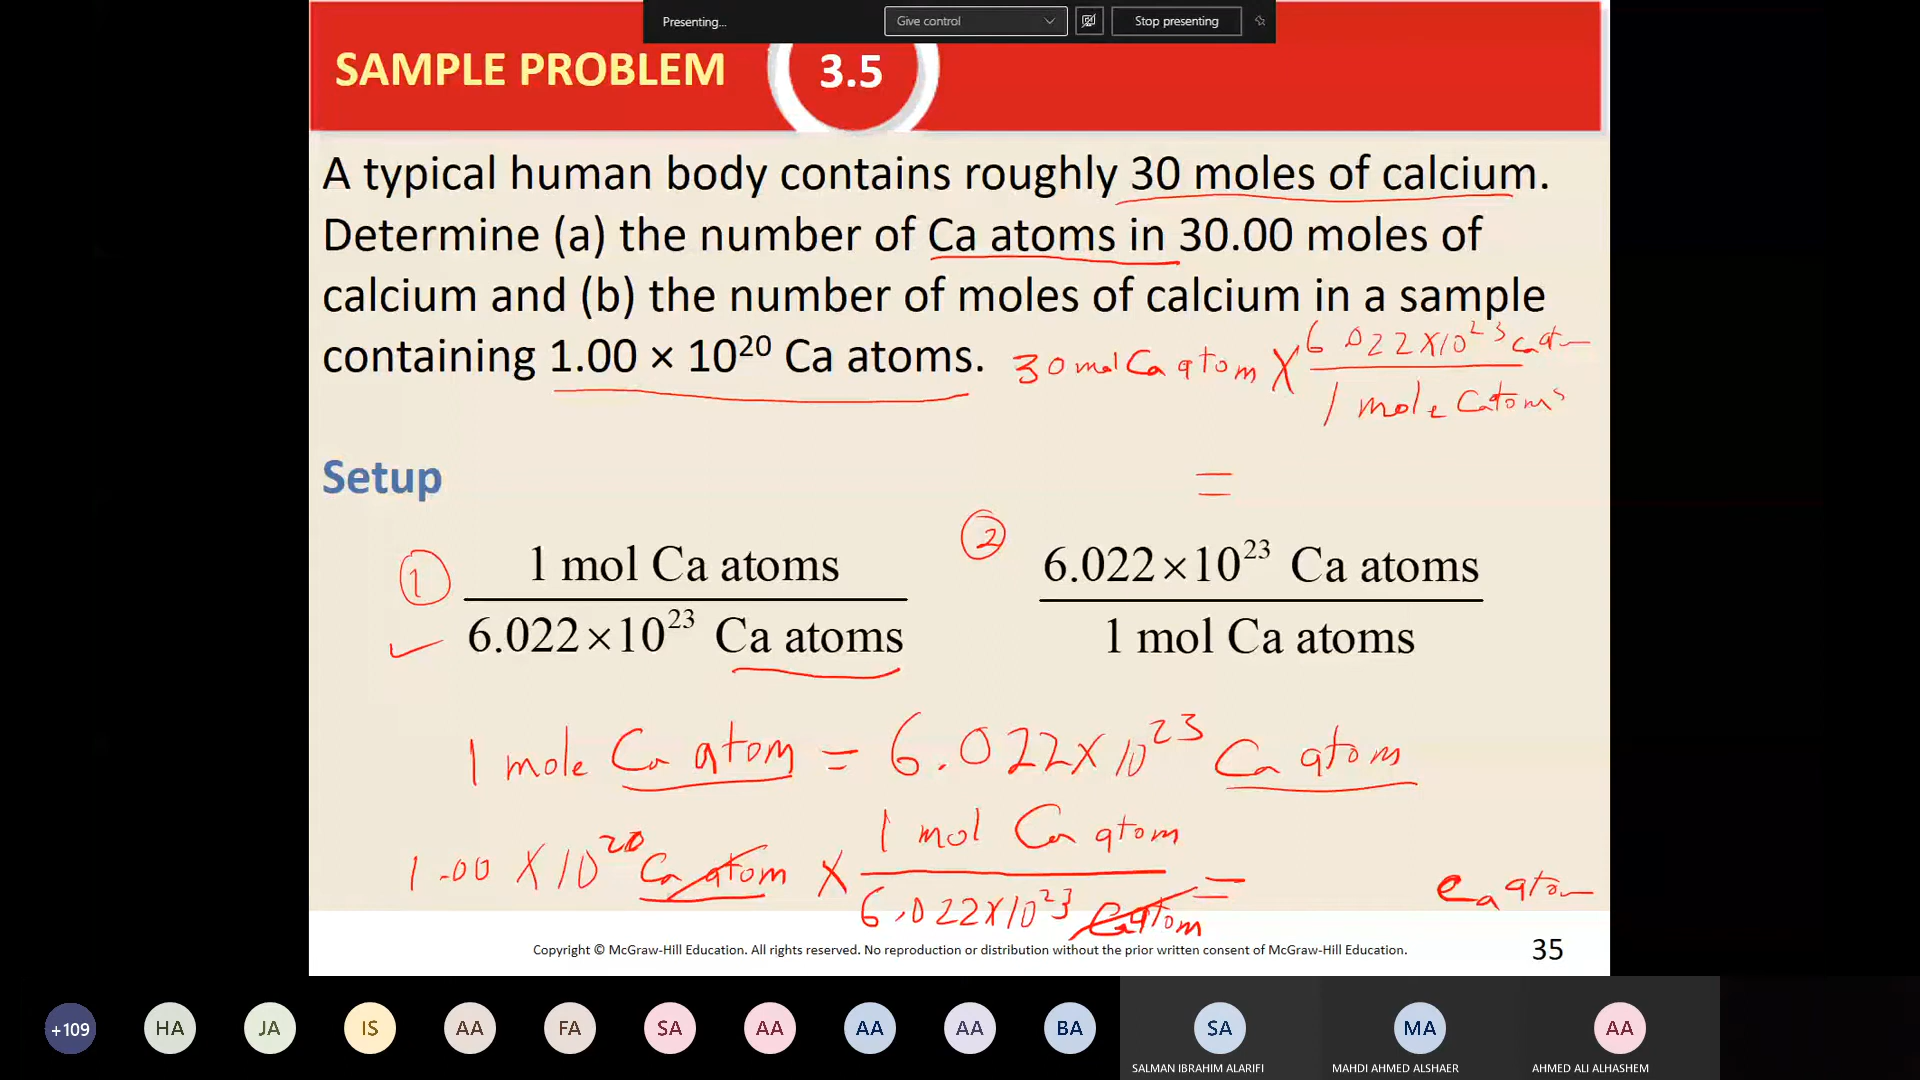 Presenting...
Give control
Stop presenting
SAMPLE PROBLEM 3.5
A typical human body contains roughly 30 moles of calcium.
Determine (a) the number of Ca atoms in 30.00 moles of
calcium and (b) the number of moles of calcium in a sample
containing 1.00 × 10²⁰ Ca atoms.
30 mol Ca atom X 6.022X10²³ Ca atom
1 mole Ca atoms
=
Setup
① 1 mol Ca atoms
6.022×10²³ Ca atoms
② 6.022×10²³ Ca atoms
1 mol Ca atoms
1 mole Ca atom = 6.022X10²³ Ca atom
1.00 X 10²⁰ Ca atom X 1 mol Ca atom
6.022X10²³ Ca atom =
Ca atom
Copyright © McGraw-Hill Education. All rights reserved. No reproduction or distribution without the prior written consent of McGraw-Hill Education.
35
+109 HA JA IS AA FA SA AA AA AA BA SA MA AA
SALMAN IBRAHIM ALARIFI MAHDI AHMED ALSHAER AHMED ALI ALHASHEM